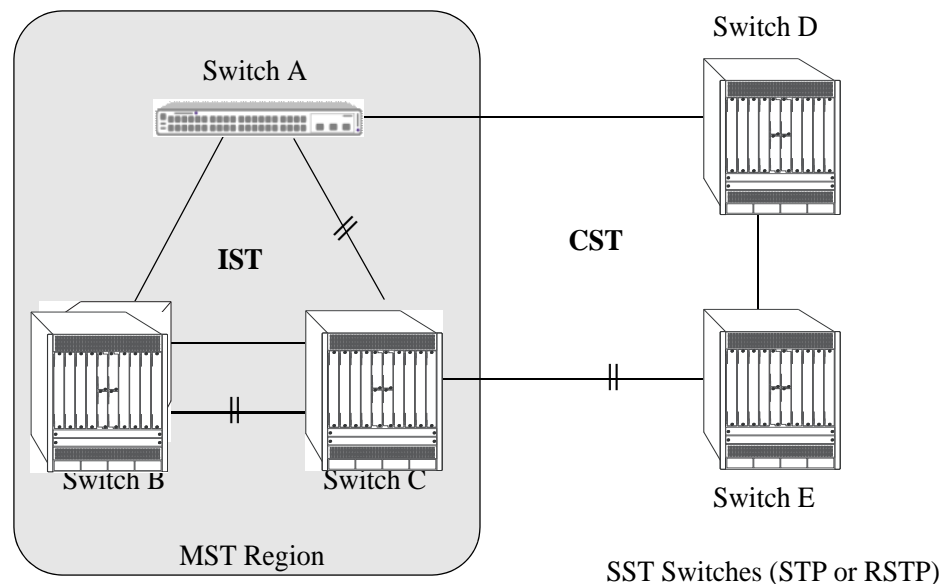 Switch D
Switch A
IST
CST
Switch B
Switch C
Switch E
MST Region
SST Switches (STP or RSTP)